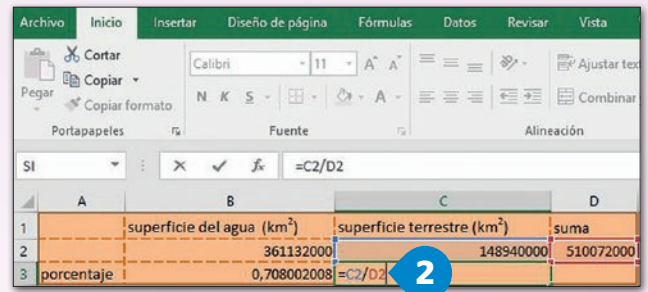 Archivo Inicio Insertar Diseño de página Fórmulas Datos Revisar Vista
Cortar
Copiar
Copiar formato
Pegar
Calibri 11 A A
N K S A
Ajustar tex
Combinar
Portapapeles Fuente Alineación
SI fx =C2/D2
A B C D
1 superficie del agua (km²) superficie terrestre (km²) suma
2 361132000 148940000 510072000
3 porcentaje 0,708002008 =C2/D2 2